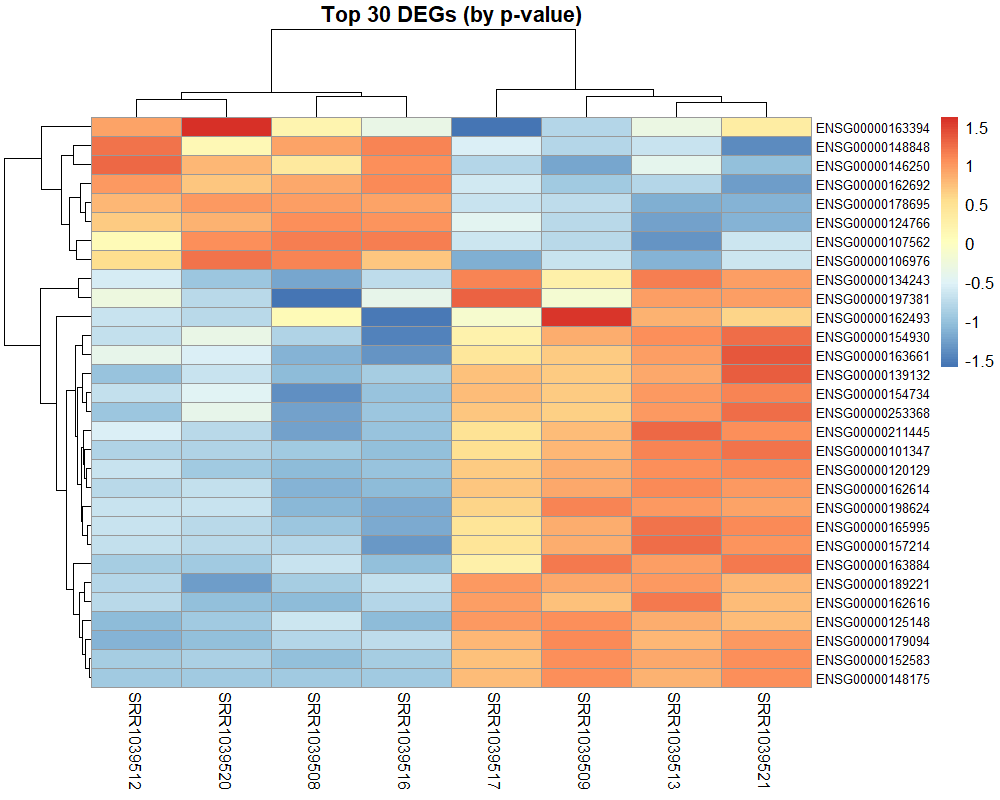 Top 30 DEGs (by p-value)
ENSG00000163394
ENSG00000148848
ENSG00000146250
ENSG00000162692
ENSG00000178695
ENSG00000124766
ENSG00000107562
ENSG00000106976
ENSG00000134243
ENSG00000197381
ENSG00000162493
ENSG00000154930
ENSG00000163661
ENSG00000139132
ENSG00000154734
ENSG00000253368
ENSG00000211445
ENSG00000101347
ENSG00000120129
ENSG00000162614
ENSG00000198624
ENSG00000165995
ENSG00000157214
ENSG00000163884
ENSG00000189221
ENSG00000162616
ENSG00000125148
ENSG00000179094
ENSG00000152583
ENSG00000148175
1.5
1
0.5
0
-0.5
-1
-1.5
SRR1039512
SRR1039520
SRR1039508
SRR1039516
SRR1039517
SRR1039509
SRR1039513
SRR1039521